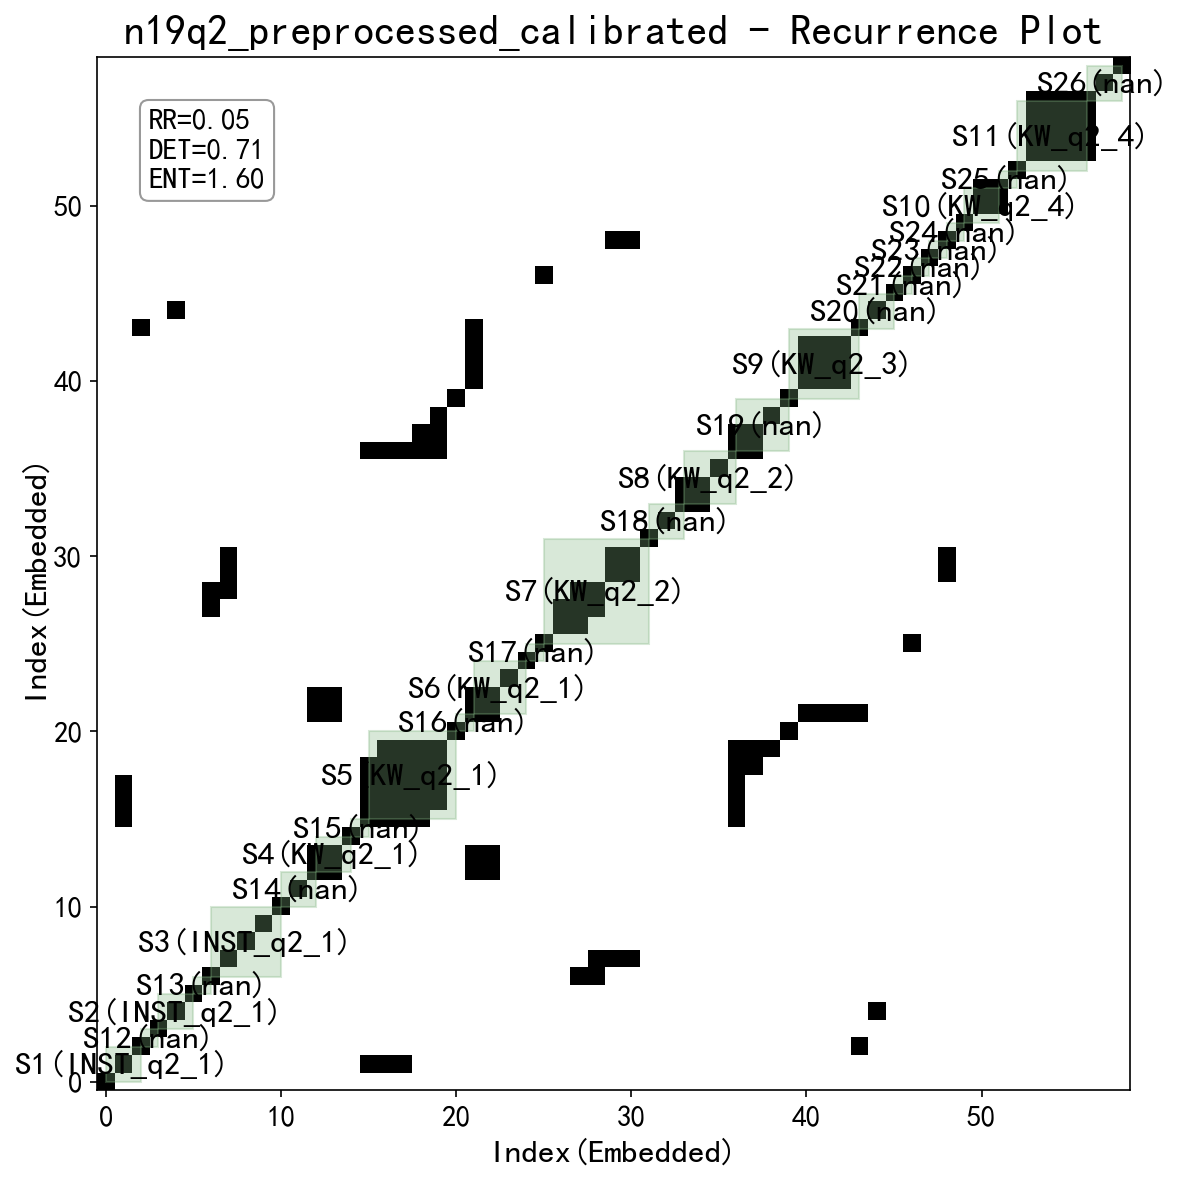 n19q2_preprocessed_calibrated - Recurrence Plot
RR=0.05
DET=0.71
ENT=1.60
S26(nan)
S11(KW_q2_4)
S25(nan)
S10(KW_q2_4)
S24(nan)
S23(nan)
S22(nan)
S21(nan)
S20(nan)
S9(KW_q2_3)
S19(nan)
S8(KW_q2_2)
S18(nan)
S7(KW_q2_2)
S17(nan)
S6(KW_q2_1)
S16(nan)
S5(KW_q2_1)
S15(nan)
S4(KW_q2_1)
S14(nan)
S3(INST_q2_1)
S13(nan)
S2(INST_q2_1)
S12(nan)
S1(INST_q2_1)
50
40
30
20
10
0
Index(Embedded)
0 10 20 30 40 50
Index(Embedded)